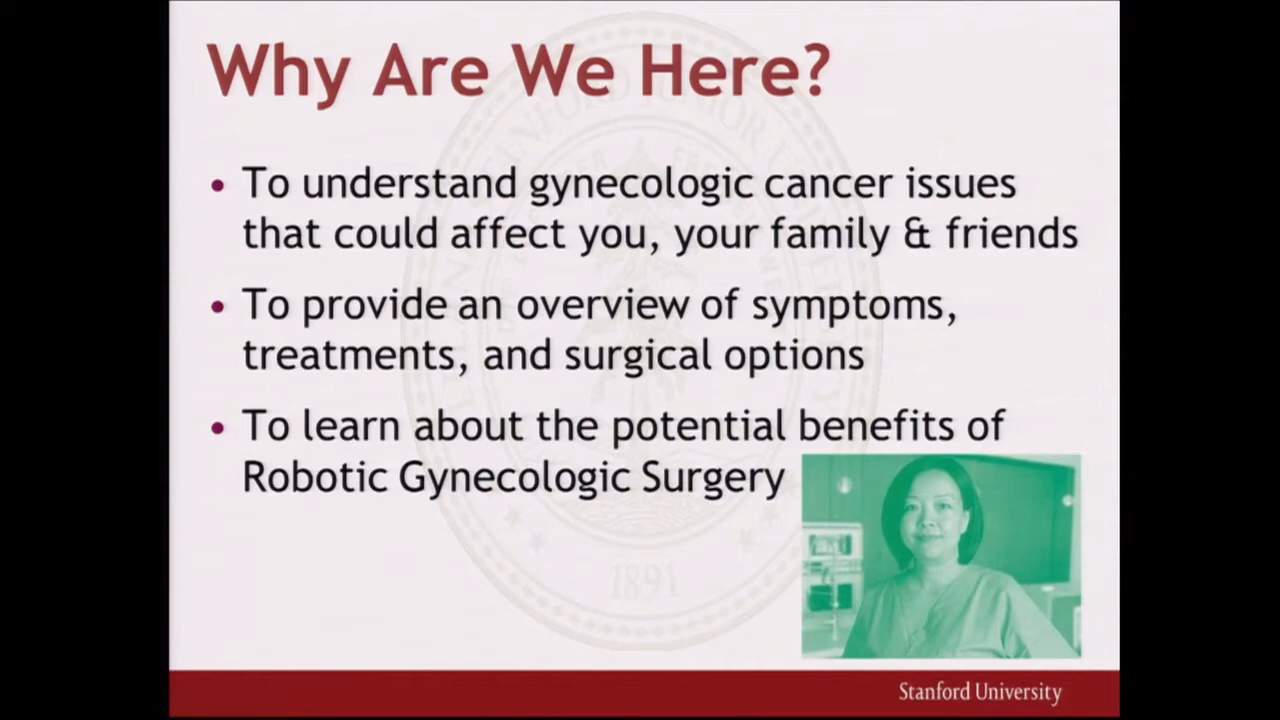 Why Are We Here?
• To understand gynecologic cancer issues
that could affect you, your family & friends
• To provide an overview of symptoms,
treatments, and surgical options
• To learn about the potential benefits of
Robotic Gynecologic Surgery
1891
Stanford University